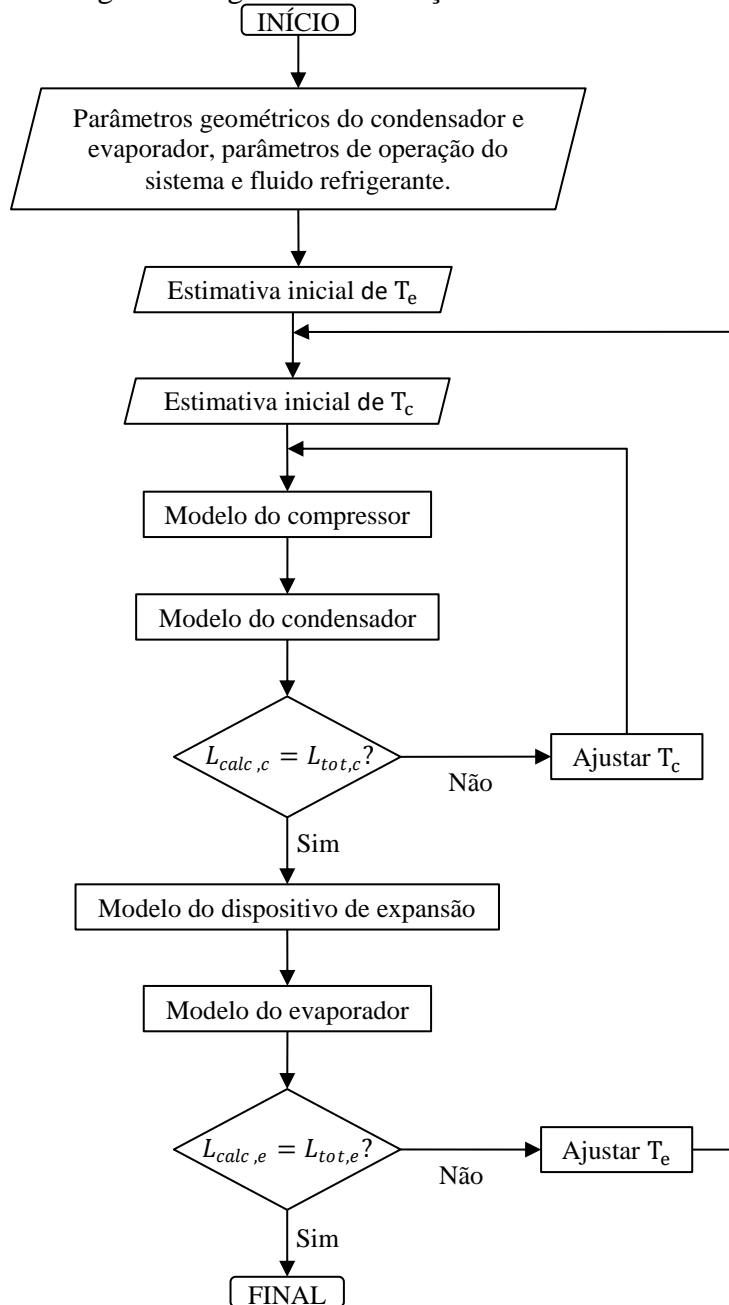 INÍCIO
Parâmetros geométricos do condensador e
evaporador, parâmetros de operação do
sistema e fluido refrigerante.
Estimativa inicial de Te
Estimativa inicial de Tc
Modelo do compressor
Modelo do condensador
Lcalc,c = Ltot,c?
Não
Ajustar Tc
Sim
Modelo do dispositivo de expansão
Modelo do evaporador
Lcalc,e = Ltot,e?
Não
Ajustar Te
Sim
FINAL